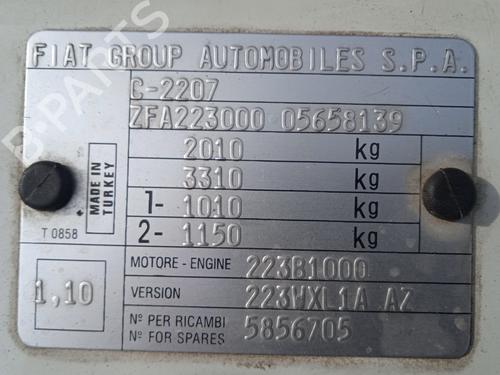 FIAT GROUP AUTOMOBILES S.P.A.
C-2207
ZFA223000 05658139
2010 kg
3310 kg
1- 1010 kg
2- 1150 kg
MADE IN
TURKEY
T 0858
MOTORE - ENGINE 223B1000
1,10
VERSION 223WXL1A AZ
Nº PER RICAMBI
Nº FOR SPARES 5856705
B-PARTS